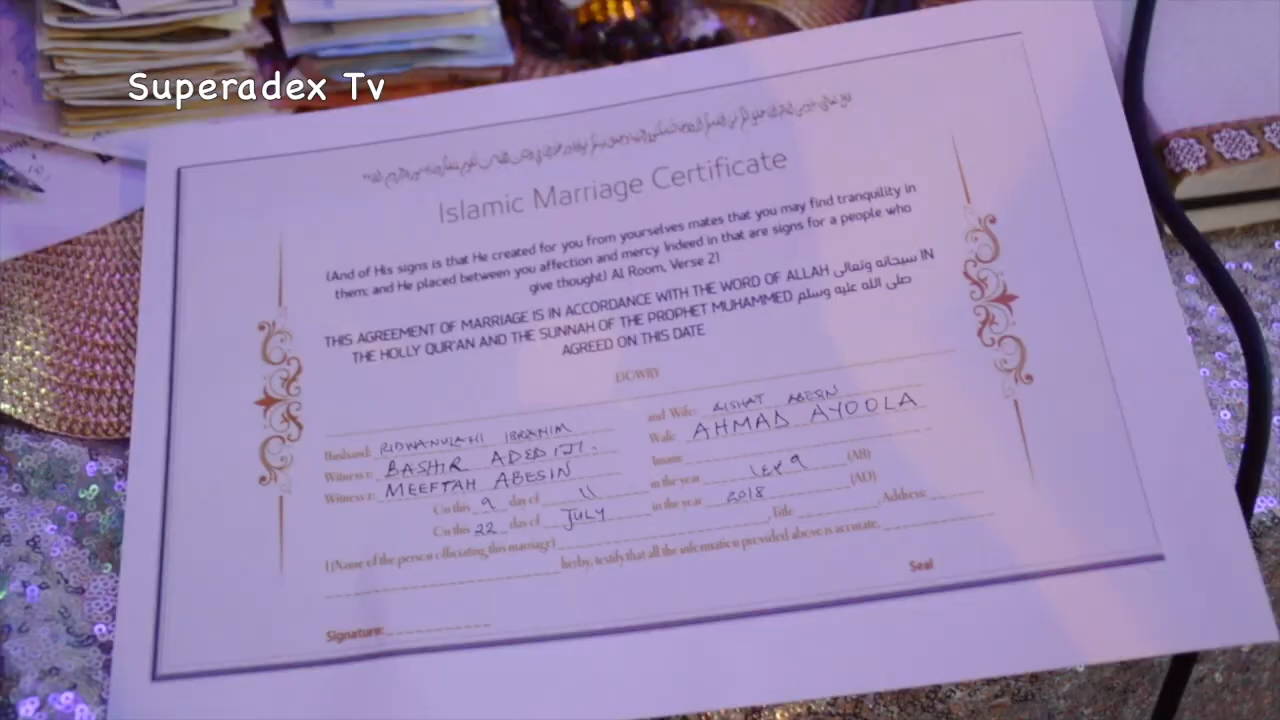 Superadex Tv
Islamic Marriage Certificate
(And of His signs is that He created for you from yourselves mates that you may find tranquility in
them; and He placed between you affection and mercy Indeed in that are signs for a people who
give thought) Al Room, Verse 21
THIS AGREEMENT OF MARRIAGE IS IN ACCORDANCE WITH THE WORD OF ALLAH سبحانه وتعالى IN
THE HOLLY QUR'AN AND THE SUNNAH OF THE PROPHET MUHAMMED صلى الله عليه وسلم
AGREED ON THIS DATE
DOWRY
Husband: RIDWANULAHI IBRAHIM and Wife: AISHAT ABESIN
Witness 1: BASHIR ADEDIJI. Wali: AHMAD AYOOLA
Witness 2: MEEFTAH ABESIN Imam:
On this 9 day of 11 in the year ١٤٣٩ (AH)
On this 22 day of JULY in the year 2018 (AD)
I (Name of the person officiating this marriage) , Title , Address:
herby, testify that all the information provided above is accurate.
Seal
Signature: